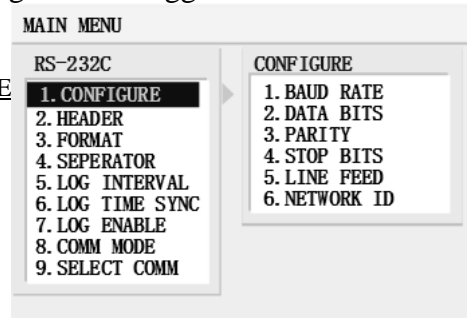 MAIN MENU
RS-232C
1. CONFIGURE
2. HEADER
3. FORMAT
4. SEPERATOR
5. LOG INTERVAL
6. LOG TIME SYNC
7. LOG ENABLE
8. COMM MODE
9. SELECT COMM
CONFIGURE
1. BAUD RATE
2. DATA BITS
3. PARITY
4. STOP BITS
5. LINE FEED
6. NETWORK ID
E